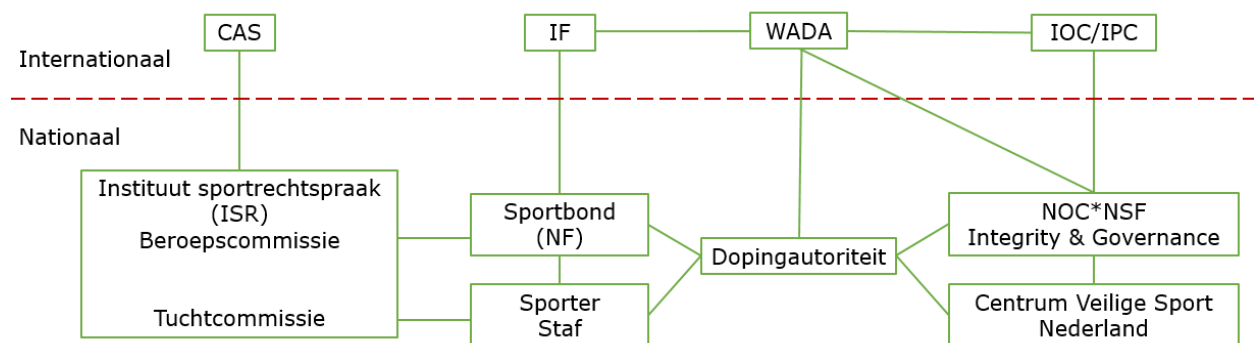 CAS
IF
WADA
IOC/IPC
Internationaal
Nationaal
Instituut sportrechtspraak
(ISR)
Beroepscommissie
Tuchtcommissie
Sportbond
(NF)
Sporter
Staf
Dopingautoriteit
NOC*NSF
Integrity & Governance
Centrum Veilige Sport
Nederland